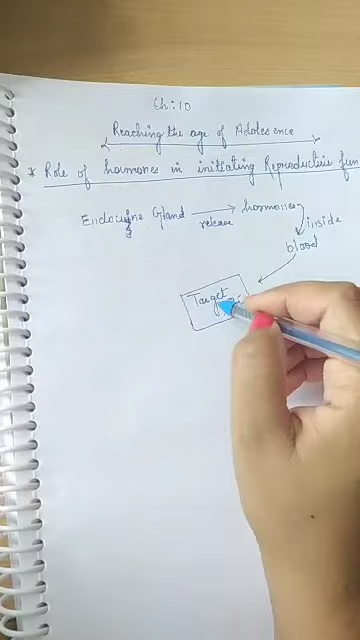 Ch:10
Reaching the age of Adolesence
* Role of hormones in initiating Reproductive fun
Endocrine Gland → hormones
release
inside
blood
Target